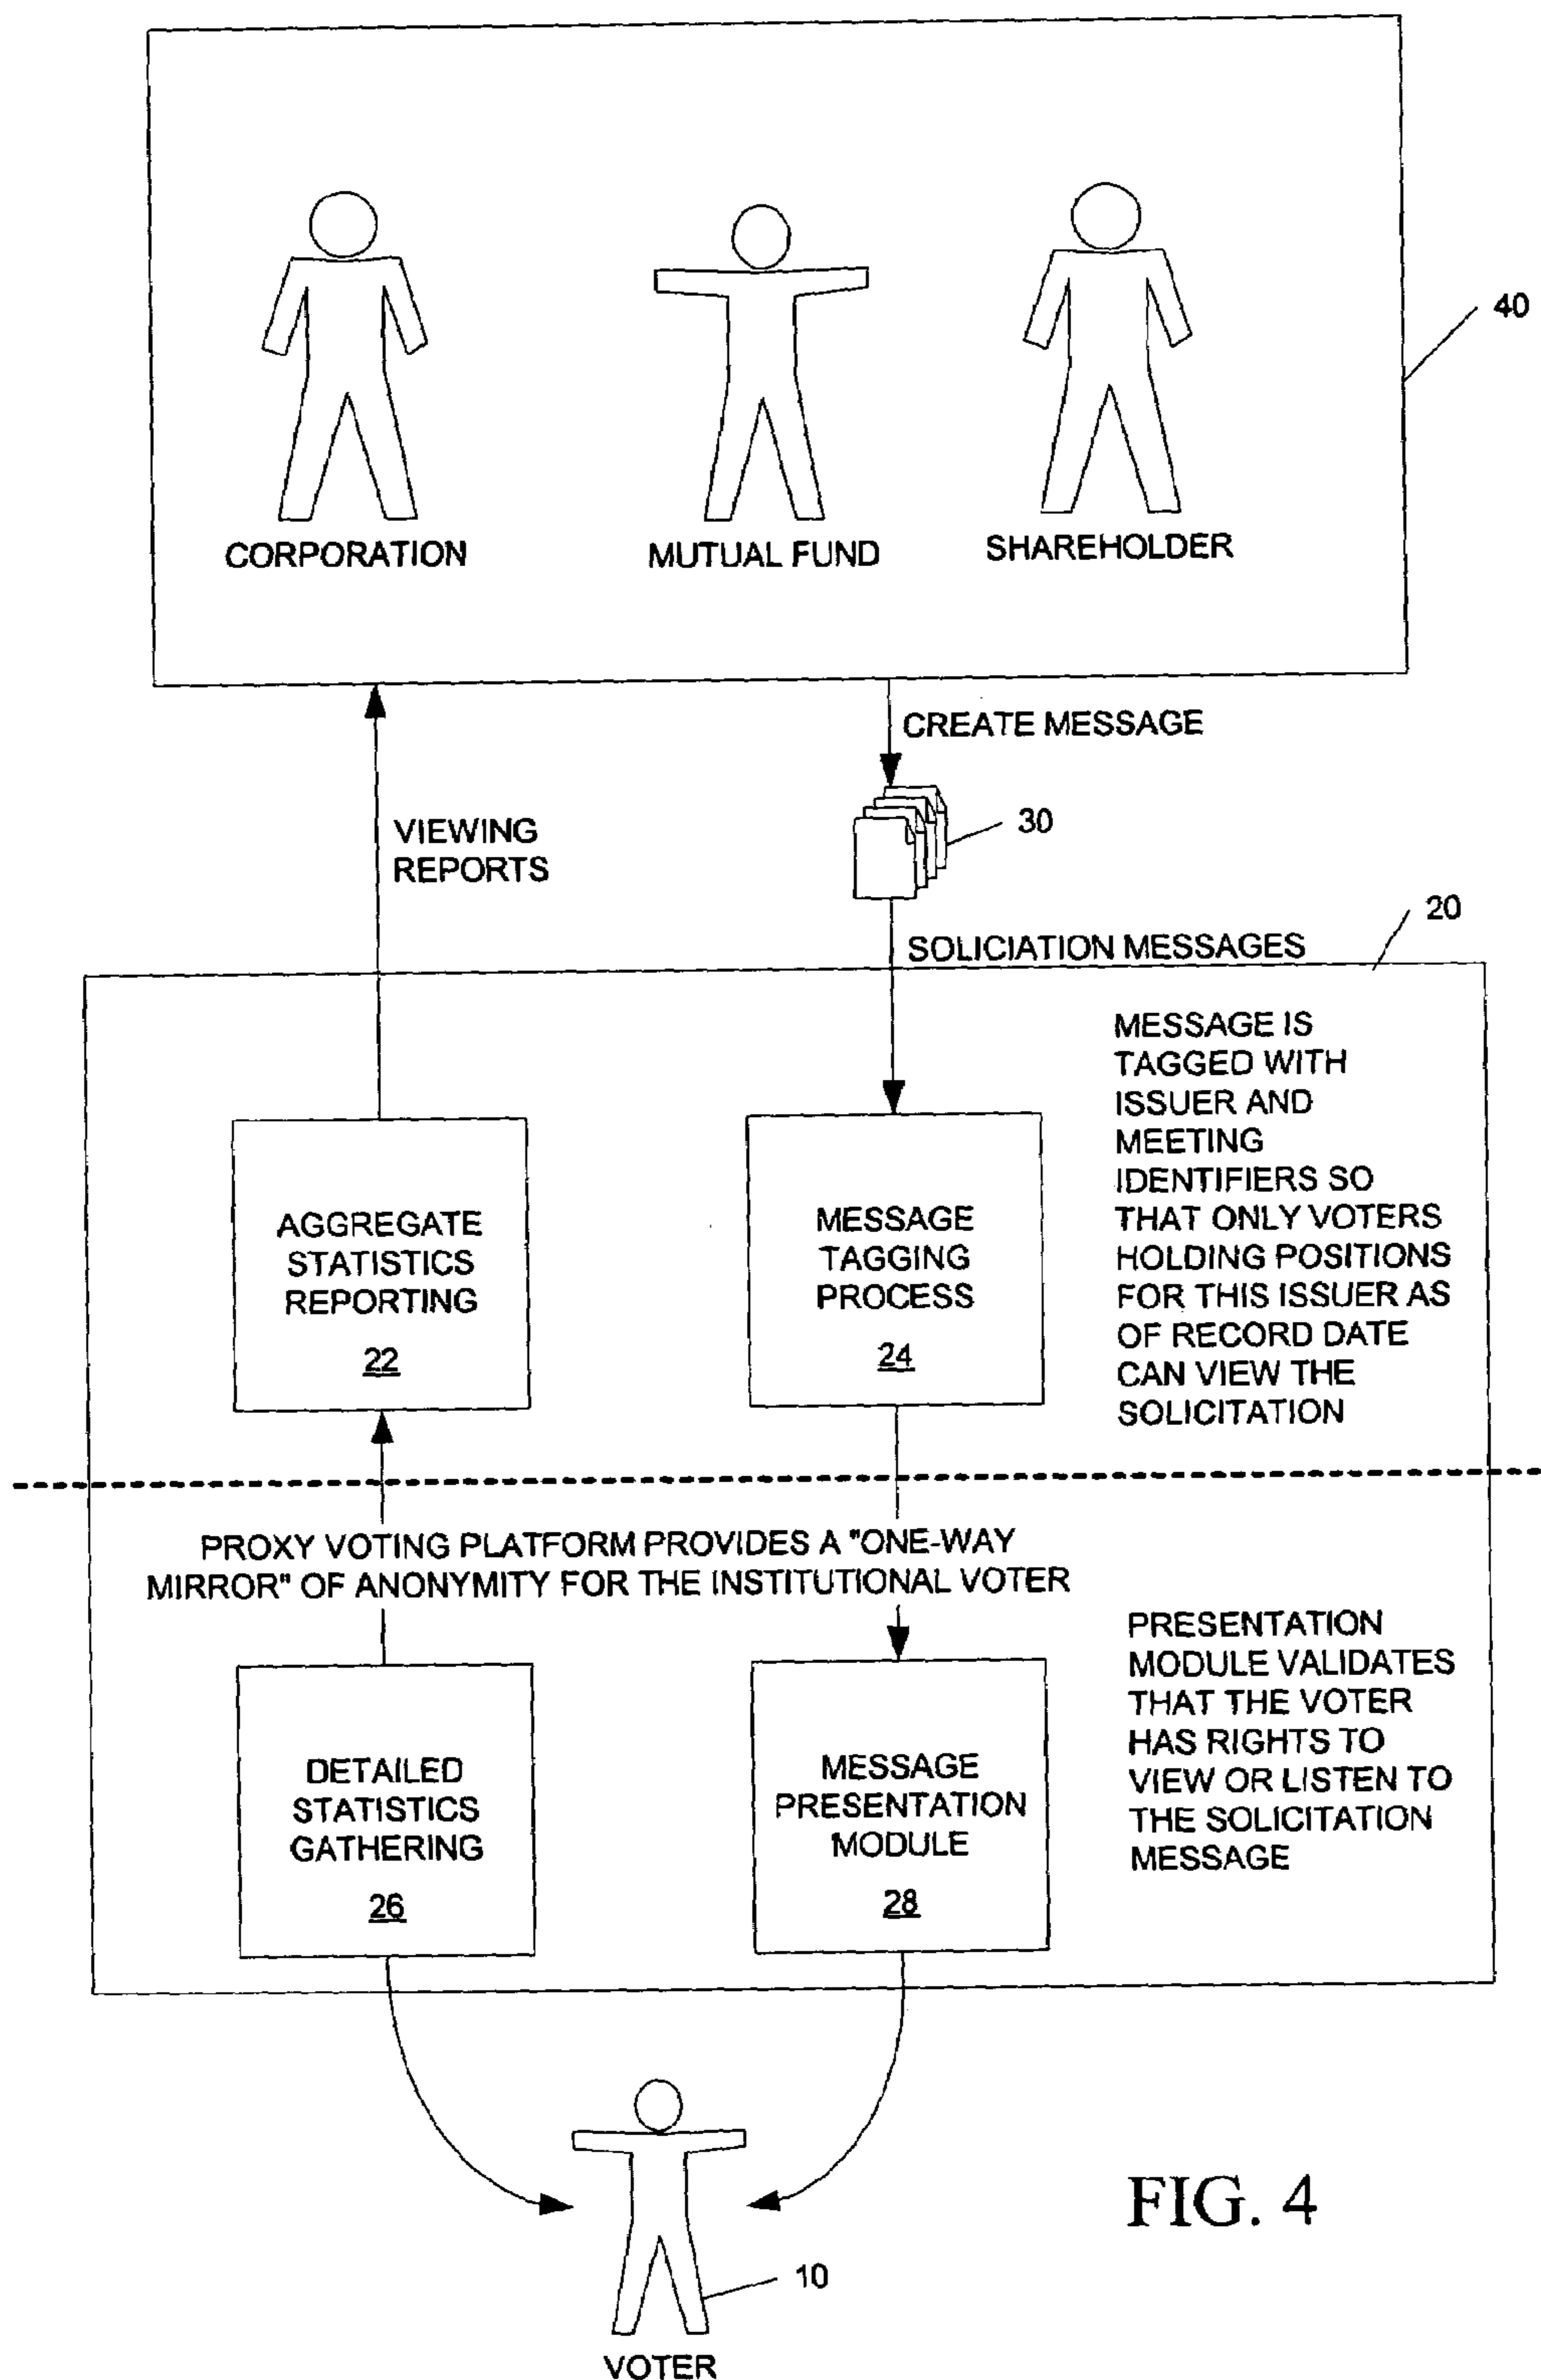 CORPORATION
MUTUAL FUND
SHAREHOLDER
40
CREATE MESSAGE
30
VIEWING
REPORTS
20
SOLICIATION MESSAGES
AGGREGATE
STATISTICS
REPORTING
22
MESSAGE
TAGGING
PROCESS
24
MESSAGE IS
TAGGED WITH
ISSUER AND
MEETING
IDENTIFIERS SO
THAT ONLY VOTERS
HOLDING POSITIONS
FOR THIS ISSUER AS
OF RECORD DATE
CAN VIEW THE
SOLICITATION
PROXY VOTING PLATFORM PROVIDES A "ONE-WAY
MIRROR" OF ANONYMITY FOR THE INSTITUTIONAL VOTER
DETAILED
STATISTICS
GATHERING
26
MESSAGE
PRESENTATION
MODULE
28
PRESENTATION
MODULE VALIDATES
THAT THE VOTER
HAS RIGHTS TO
VIEW OR LISTEN TO
THE SOLICITATION
MESSAGE
10
VOTER
FIG. 4